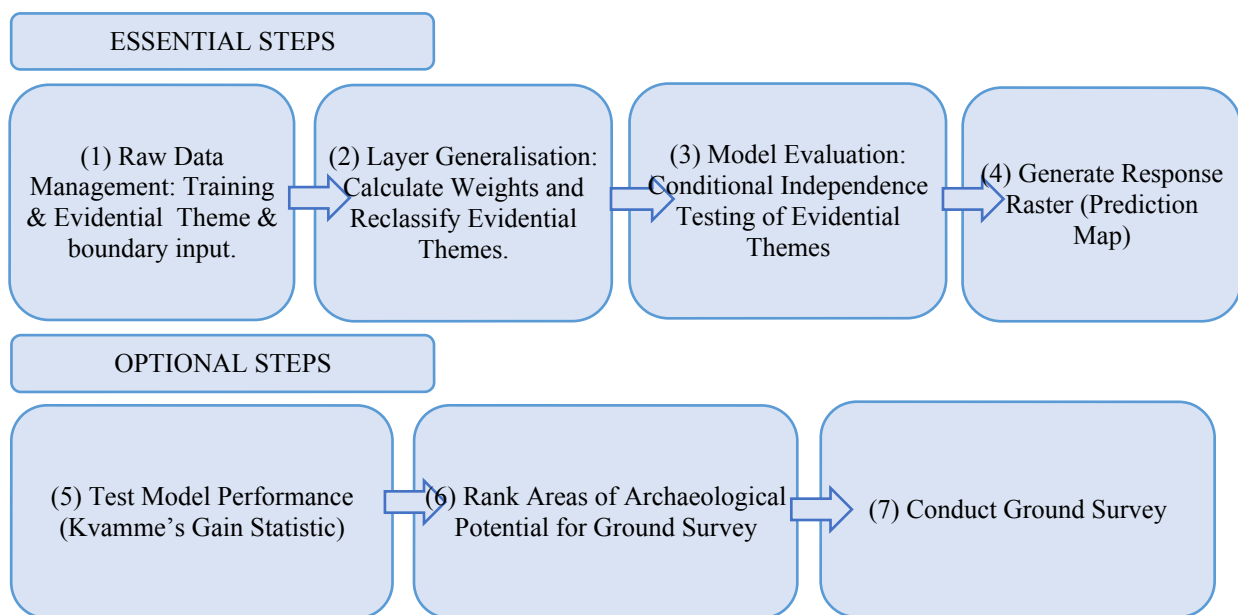 ESSENTIAL STEPS
(1) Raw Data
Management: Training
& Evidential Theme &
boundary input.
(2) Layer Generalisation:
Calculate Weights and
Reclassify Evidential
Themes.
(3) Model Evaluation:
Conditional Independence
Testing of Evidential
Themes
(4) Generate Response
Raster (Prediction
Map)
OPTIONAL STEPS
(5) Test Model Performance
(Kvamme’s Gain Statistic)
(6) Rank Areas of Archaeological
Potential for Ground Survey
(7) Conduct Ground Survey